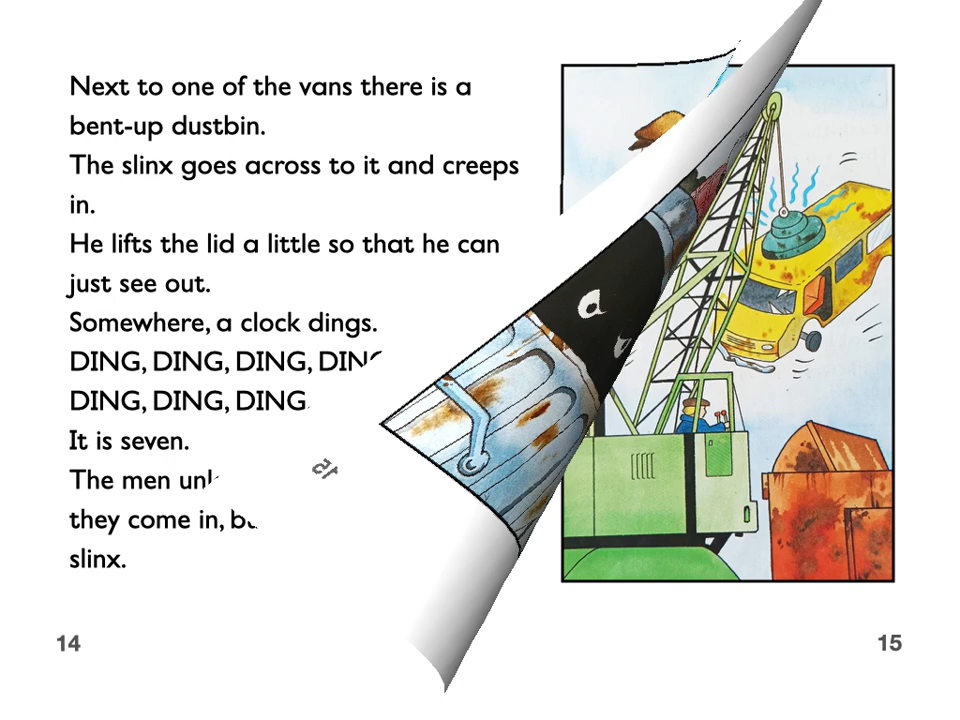 Next to one of the vans there is a
bent-up dustbin.
The slinx goes across to it and creeps
in.
He lifts the lid a little so that he can
just see out.
Somewhere, a clock dings.
DING, DING, DING,
DING, DING, DING
It is seven.
The men
they come in,
slinx.
15
14
15